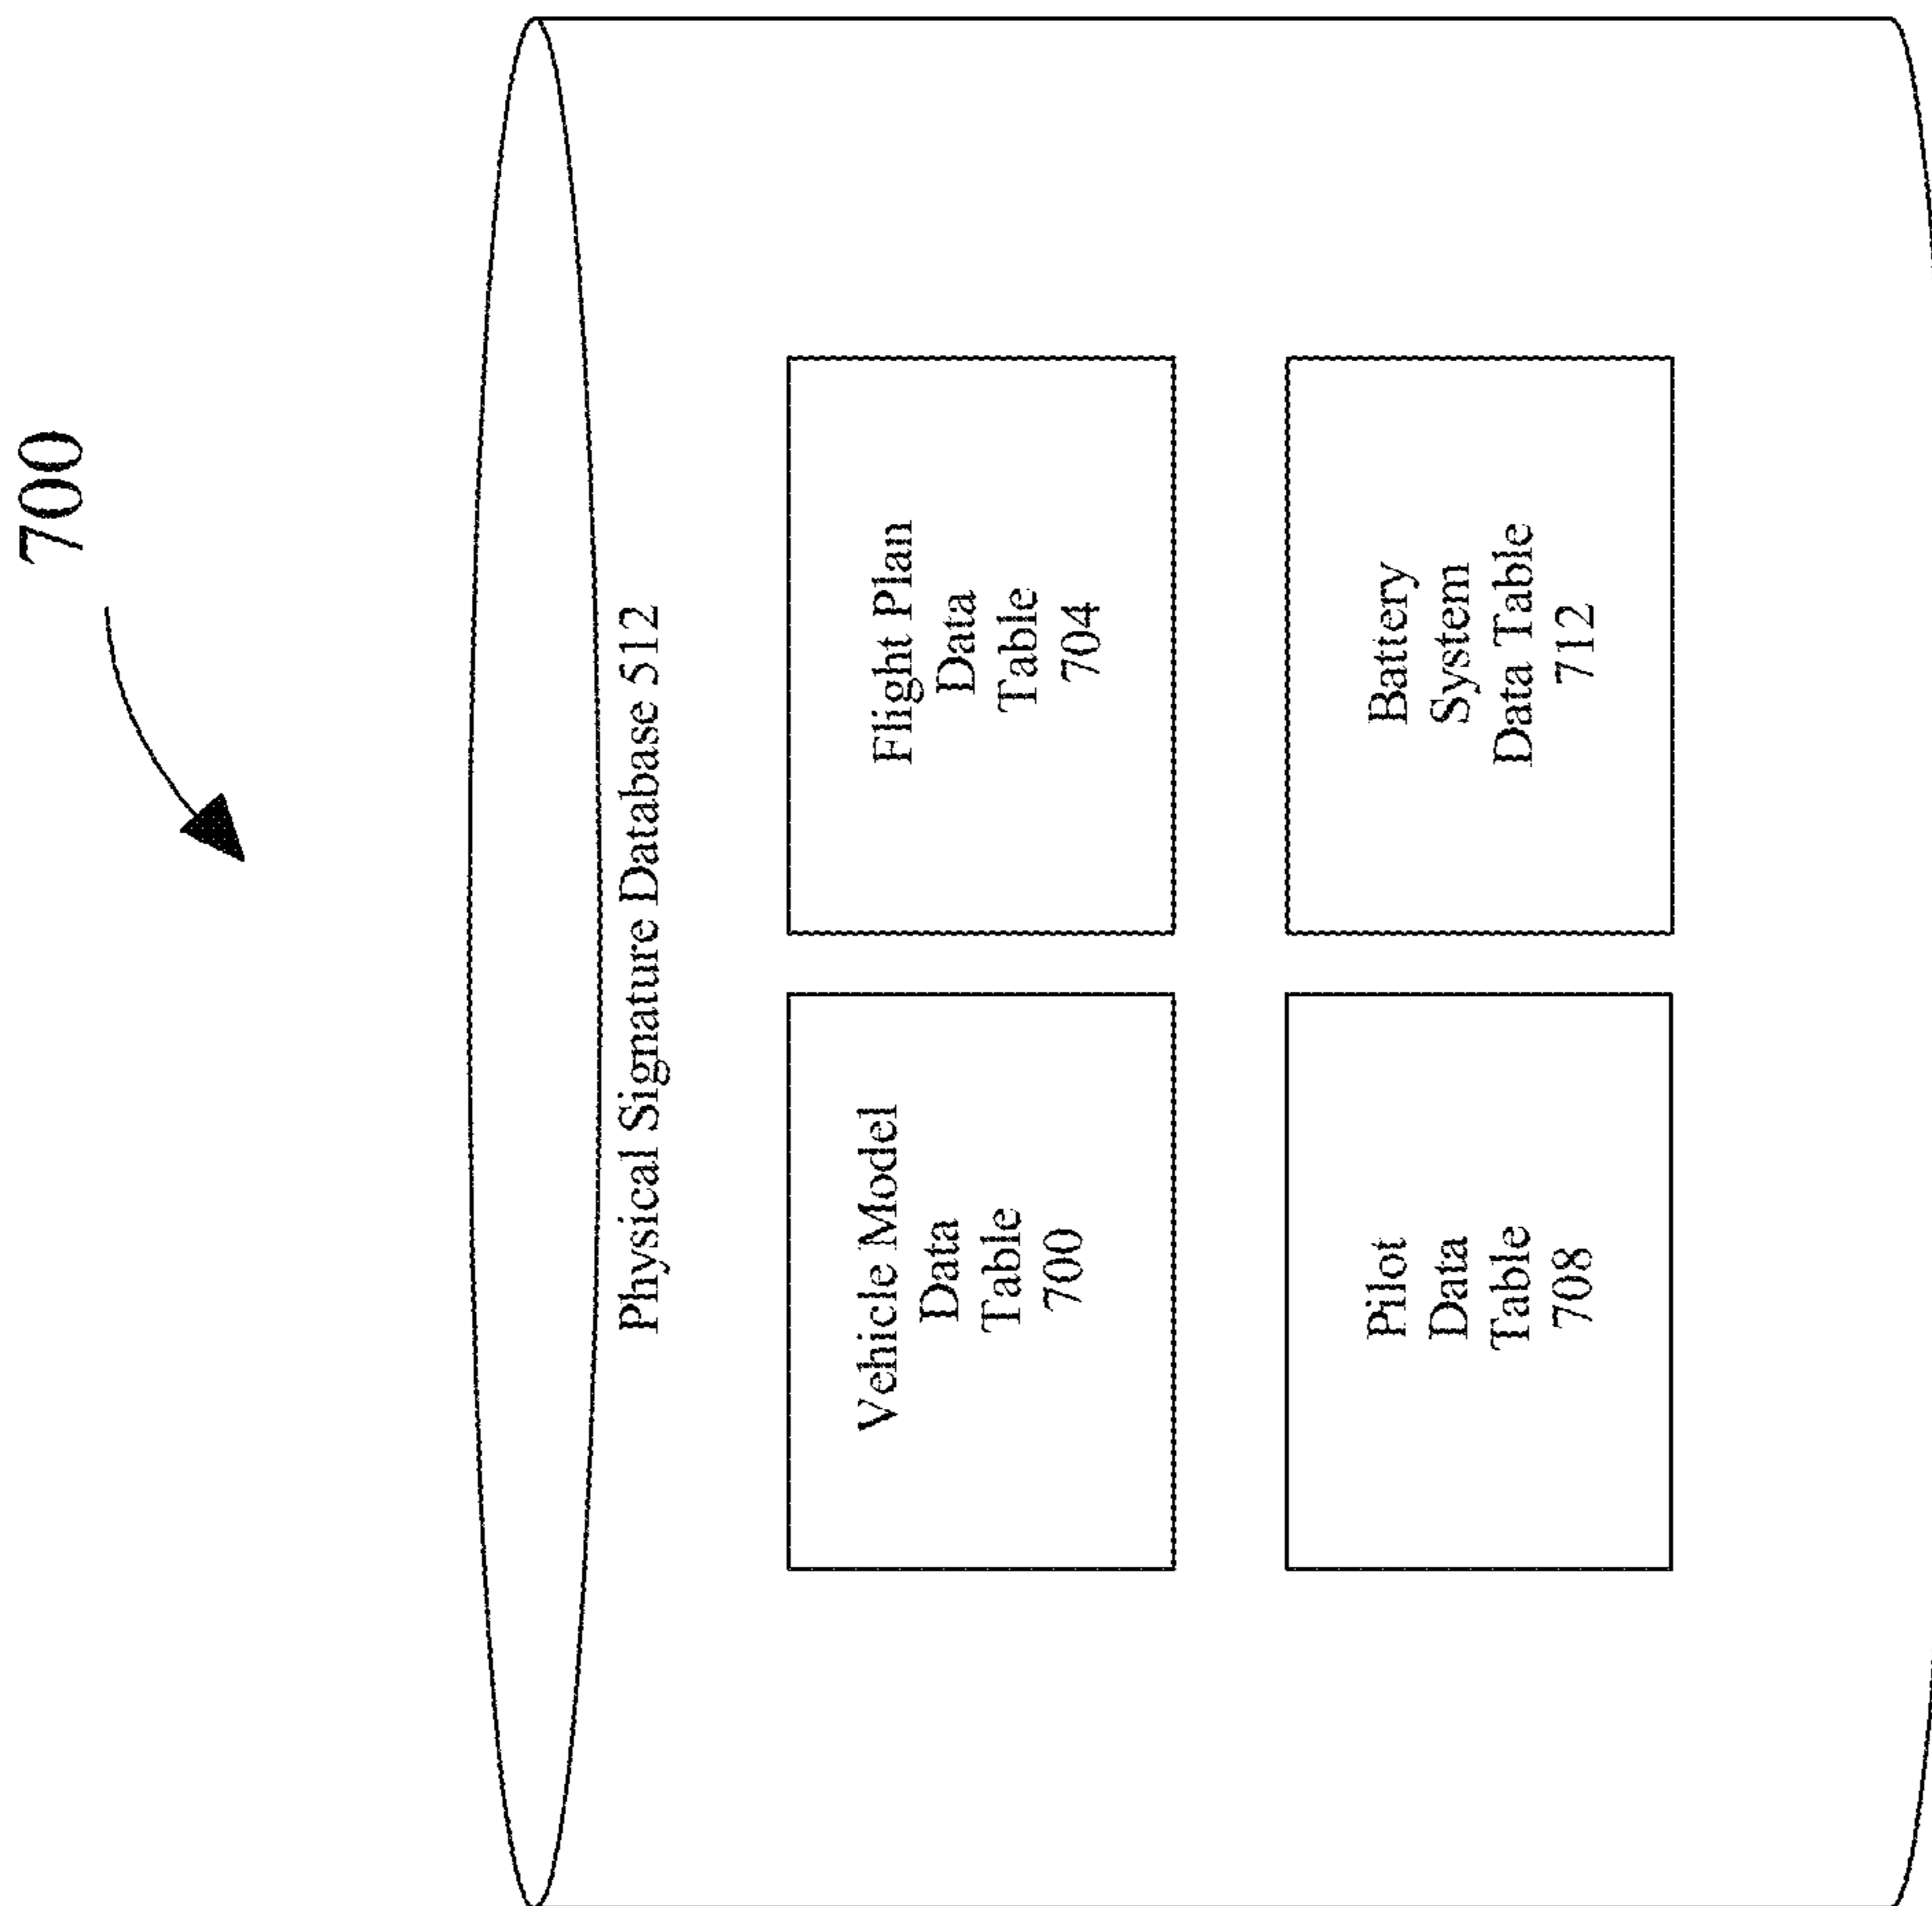 700
Physical Signature Database 512
Vehicle Model
Data
Table
700
Flight Plan
Data
Table
704
Pilot
Data
Table
708
Battery
System
Data Table
712